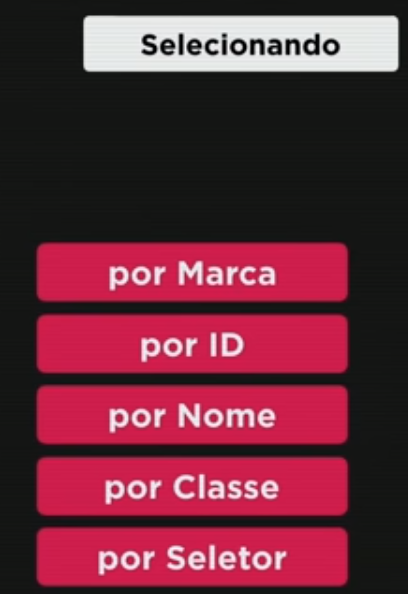 Selecionando
por Marca
por ID
por Nome
por Classe
por Seletor